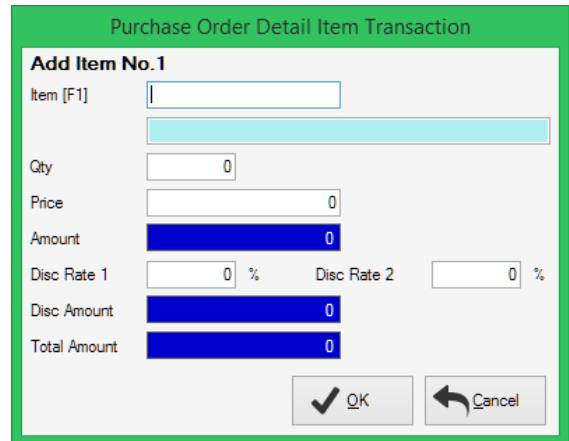 Purchase Order Detail Item Transaction
Add Item No.1
Item [F1]
Qty 0
Price 0
Amount 0
Disc Rate 1 0 % Disc Rate 2 0 %
Disc Amount 0
Total Amount 0
OK Cancel